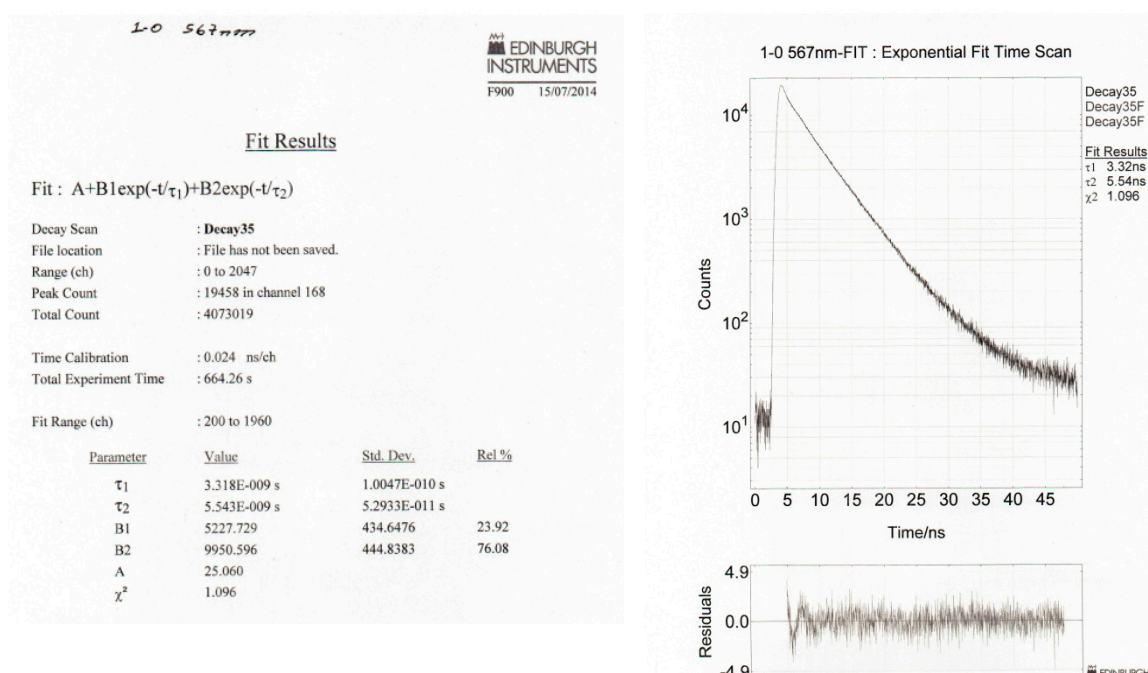 1-0 567nm
EDINBURGH
INSTRUMENTS
F900 15/07/2014
Fit Results
Fit : A+B1exp(-t/τ1)+B2exp(-t/τ2)
Decay Scan : Decay35
File location : File has not been saved.
Range (ch) : 0 to 2047
Peak Count : 19458 in channel 168
Total Count : 4073019
Time Calibration : 0.024 ns/ch
Total Experiment Time : 664.26 s
Fit Range (ch) : 200 to 1960
Parameter Value Std. Dev. Rel %
τ1 3.318E-009 s 1.0047E-010 s
τ2 5.543E-009 s 5.2933E-011 s
B1 5227.729 434.6476 23.92
B2 9950.596 444.8383 76.08
A 25.060
χ² 1.096
1-0 567nm-FIT : Exponential Fit Time Scan
Decay35
Decay35F
Decay35F
Fit Results
τ1 3.32ns
τ2 5.54ns
χ2 1.096
10⁴
10³
10²
10¹
Counts
0 5 10 15 20 25 30 35 40 45
Time/ns
4.9
0.0
-4.9
Residuals
EDINBURGH